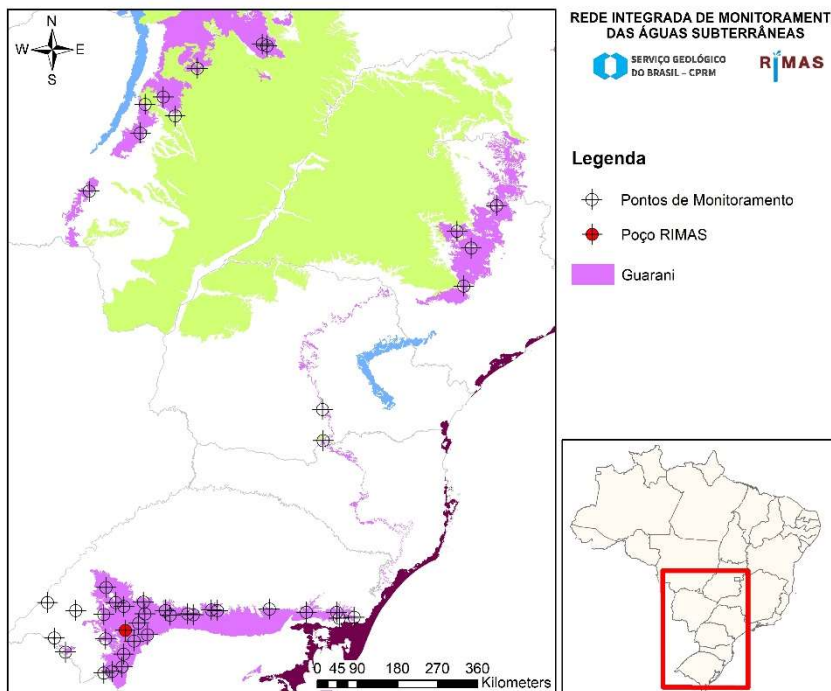 N
W E
S
REDE INTEGRADA DE MONITORAMENT
DAS ÁGUAS SUBTERRÂNEAS
SERVIÇO GEOLÓGICO
DO BRASIL – CPRM
RIMAS
Legenda
Pontos de Monitoramento
Poço RIMAS
Guarani
0 45 90 180 270 360
Kilometers